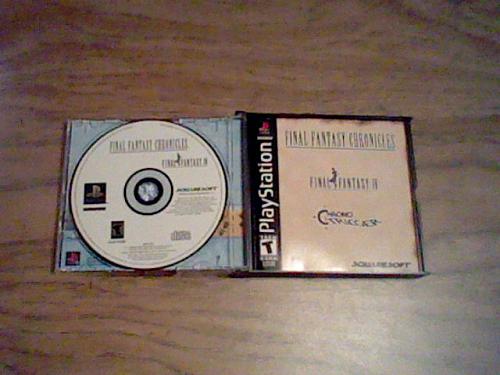 FINAL FANTASY CHRONICLES
FINAL FANTASY IV
SQUARESOFT
PlayStation
T
FINAL FANTASY CHRONICLES
FINAL FANTASY IV
CHRONO
TRIGGER
SQUARESOFT